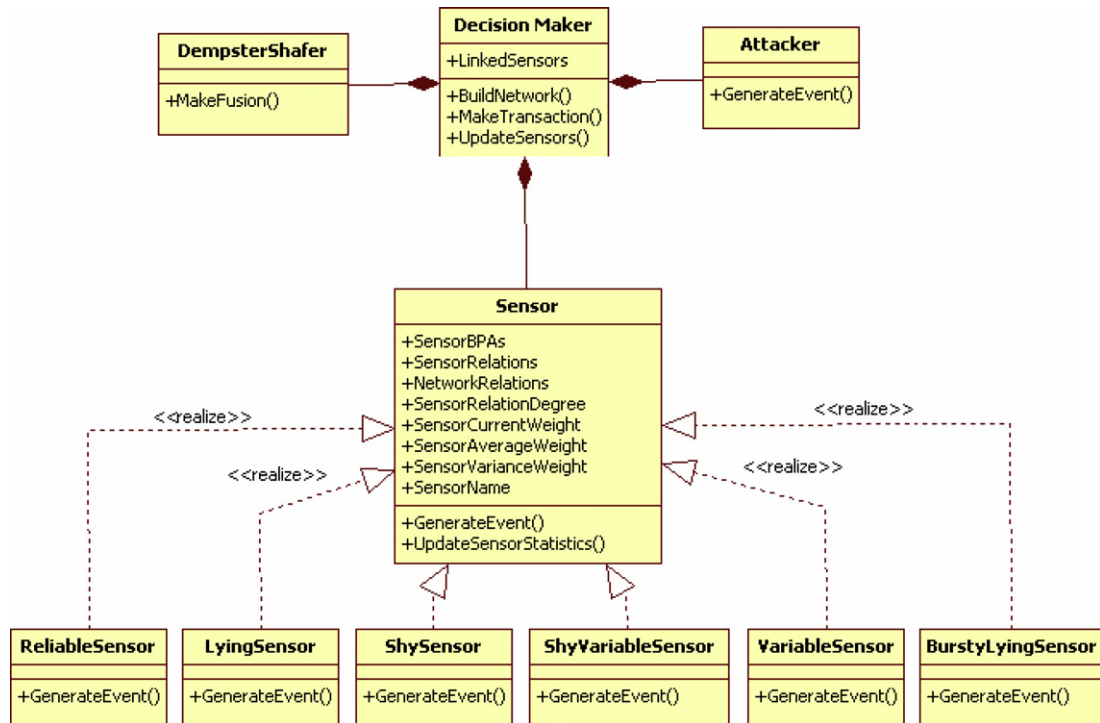 Decision Maker
+LinkedSensors
+BuildNetwork()
+MakeTransaction()
+UpdateSensors()
DempsterShafer
+MakeFusion()
Attacker
+GenerateEvent()
Sensor
+SensorBPAs
+SensorRelations
+NetworkRelations
+SensorRelationDegree
+SensorCurrentWeight
+SensorAverageWeight
+SensorVarianceWeight
+SensorName
+GenerateEvent()
+UpdateSensorStatistics()
<<realize>>
<<realize>>
<<realize>>
<<realize>>
ReliableSensor
+GenerateEvent()
LyingSensor
+GenerateEvent()
ShySensor
+GenerateEvent()
ShyVariableSensor
+GenerateEvent()
VariableSensor
+GenerateEvent()
BurstyLyingSensor
+GenerateEvent()